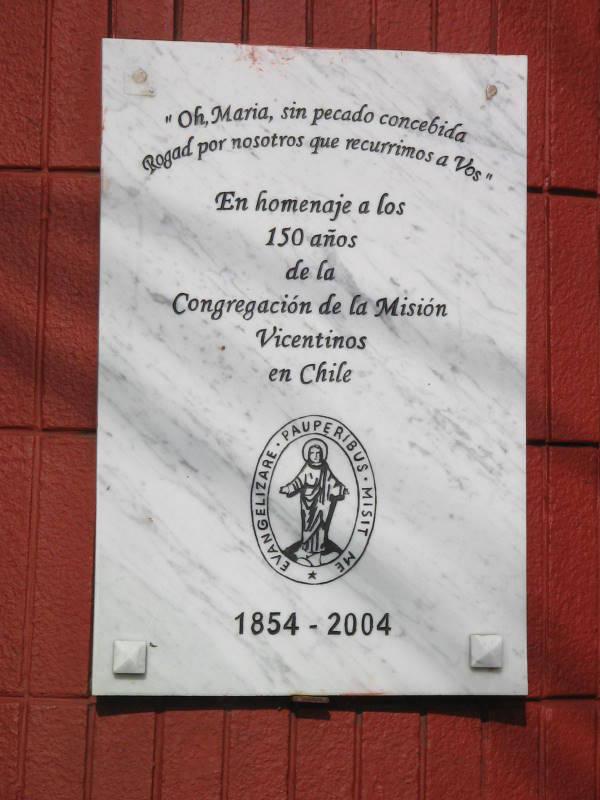 " Oh, Maria, sin pecado concebida
Rogad por nosotros que recurrimos a Vos "
En homenaje a los
150 años
de la
Congregación de la Misión
Vicentinos
en Chile
EVANGELIZARE · PAUPERIBUS · MISIT ME
1854 - 2004